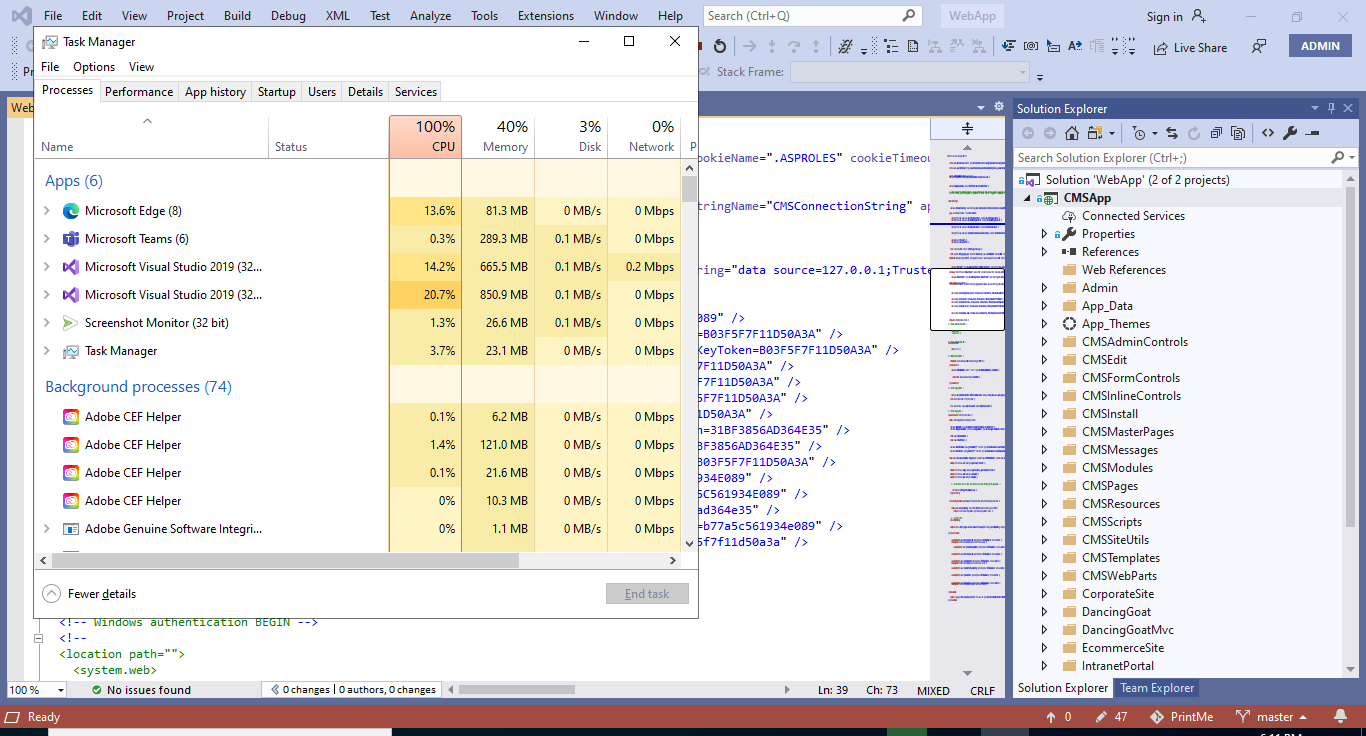 File Edit View Project Build Debug XML Test Analyze Tools Extensions Window Help Search (Ctrl+Q) WebApp Sign in
Live Share ADMIN
Stack Frame:
Task Manager
File Options View
Processes Performance App history Startup Users Details Services
100% 40% 3% 0%
Name Status CPU Memory Disk Network P
Apps (6)
Microsoft Edge (8) 13.6% 81.3 MB 0 MB/s 0 Mbps
Microsoft Teams (6) 0.3% 289.3 MB 0.1 MB/s 0 Mbps
Microsoft Visual Studio 2019 (32... 14.2% 665.5 MB 0.1 MB/s 0.2 Mbps
Microsoft Visual Studio 2019 (32... 20.7% 850.9 MB 0.1 MB/s 0 Mbps
Screenshot Monitor (32 bit) 1.3% 26.6 MB 0.1 MB/s 0 Mbps
Task Manager 3.7% 23.1 MB 0 MB/s 0 Mbps
Background processes (74)
Adobe CEF Helper 0.1% 6.2 MB 0 MB/s 0 Mbps
Adobe CEF Helper 1.4% 121.0 MB 0 MB/s 0 Mbps
Adobe CEF Helper 0.1% 21.6 MB 0 MB/s 0 Mbps
Adobe CEF Helper 0% 10.3 MB 0 MB/s 0 Mbps
Adobe Genuine Software Integri... 0% 1.1 MB 0 MB/s 0 Mbps
Fewer details End task
Web
ookieName=".ASPROLES" cookieTimeou
tringName="CMSConnectionString" ap
ring="data source=127.0.0.1;Truste
089" />
=B03F5F7F11D50A3A" />
KeyToken=B03F5F7F11D50A3A" />
7F11D50A3A" />
7F11D50A3A" />
5F7F11D50A3A" />
1D50A3A" />
n=31BF3856AD364E35" />
BF3856AD364E35" />
B03F5F7F11D50A3A" />
934E089" />
5C561934E089" />
ad364e35" />
=b77a5c561934e089" />
5f7f11d50a3a" />
<!-- Windows authentication BEGIN -->
<!--
<location path="">
<system.web>
100 % No issues found 0 changes | 0 authors, 0 changes Ln: 39 Ch: 73 MIXED CRLF
Solution Explorer
Search Solution Explorer (Ctrl+;)
Solution 'WebApp' (2 of 2 projects)
CMSApp
Connected Services
Properties
References
Web References
Admin
App_Data
App_Themes
CMSAdminControls
CMSEdit
CMSFormControls
CMSInlineControls
CMSInstall
CMSMasterPages
CMSMessages
CMSModules
CMSPages
CMSResources
CMSScripts
CMSSiteUtils
CMSTemplates
CMSWebParts
CorporateSite
DancingGoat
DancingGoatMvc
EcommerceSite
IntranetPortal
Solution Explorer Team Explorer
Ready 0 47 PrintMe master